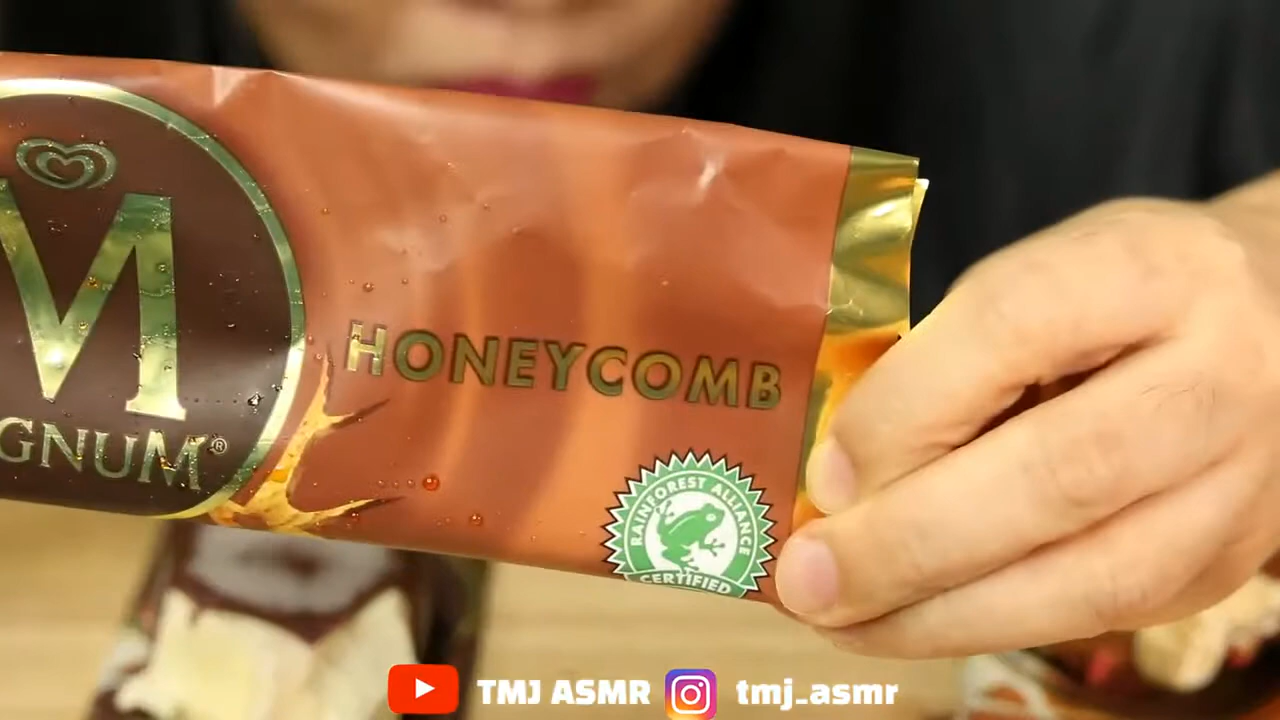 M
GNUM®
HONEYCOMB
RAINFOREST ALLIANCE
CERTIFIED
TMJ ASMR
tmj_asmr